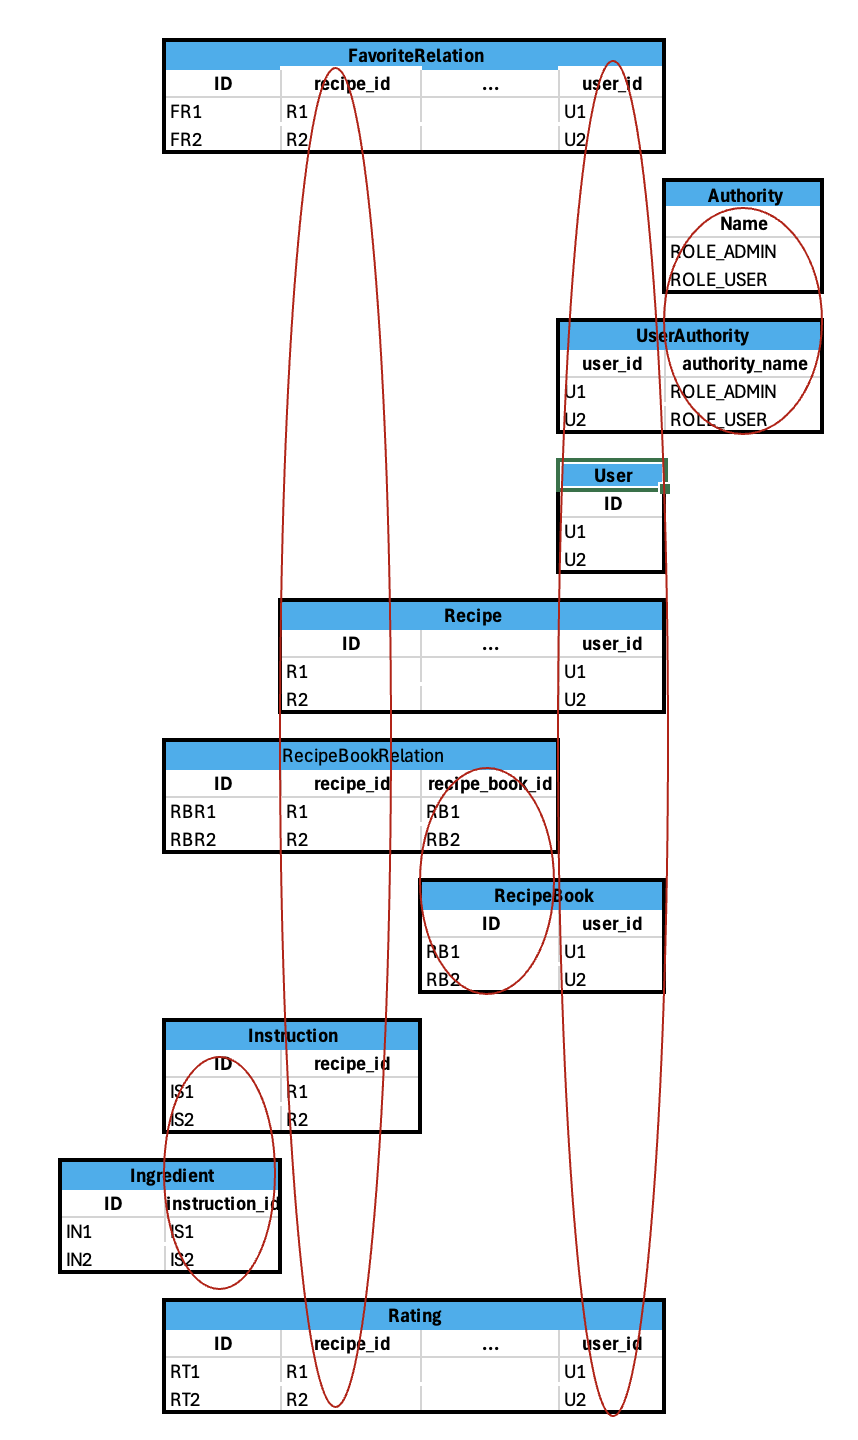 FavoriteRelation
ID recipe_id ... user_id
FR1 R1 U1
FR2 R2 U2
Authority
Name
ROLE_ADMIN
ROLE_USER
UserAuthority
user_id authority_name
U1 ROLE_ADMIN
U2 ROLE_USER
User
ID
U1
U2
Recipe
ID ... user_id
R1 U1
R2 U2
RecipeBookRelation
ID recipe_id recipe_book_id
RBR1 R1 RB1
RBR2 R2 RB2
RecipeBook
ID user_id
RB1 U1
RB2 U2
Instruction
ID recipe_id
IS1 R1
IS2 R2
Ingredient
ID instruction_id
IN1 IS1
IN2 IS2
Rating
ID recipe_id ... user_id
RT1 R1 U1
RT2 R2 U2